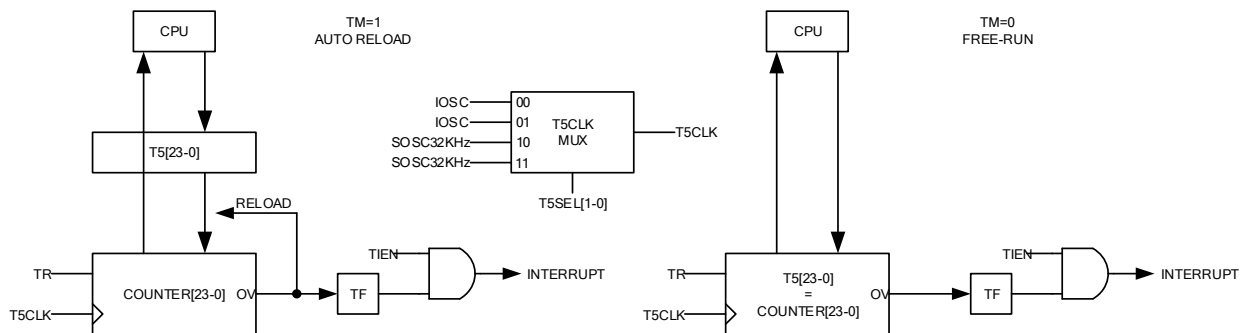 CPU
TM=1
AUTO RELOAD
CPU
TM=0
FREE-RUN
IOSC
00
IOSC
01
SOSC32KHz
10
SOSC32KHz
11
T5CLK
MUX
T5CLK
T5SEL[1-0]
T5[23-0]
RELOAD
TR
T5CLK
COUNTER[23-0]
OV
TF
TIEN
INTERRUPT
TR
T5CLK
T5[23-0]
=
COUNTER[23-0]
OV
TF
TIEN
INTERRUPT